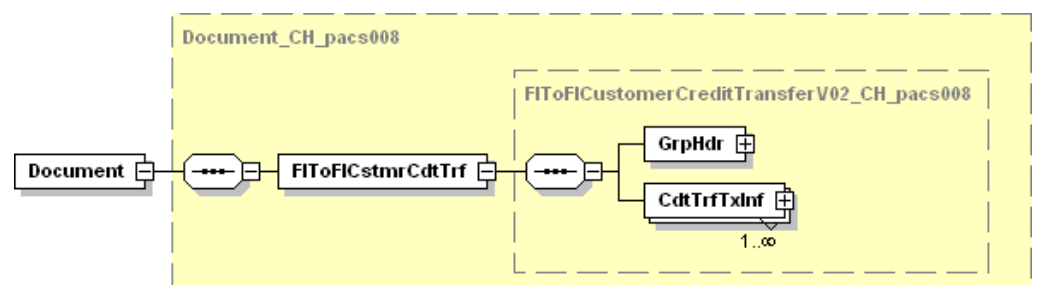 Document_CH_pacs008
FIToFICustomerCreditTransferV02_CH_pacs008
GrpHdr
Document
FIToFICstmrCdtTrf
CdtTrfTxInf
1..∞